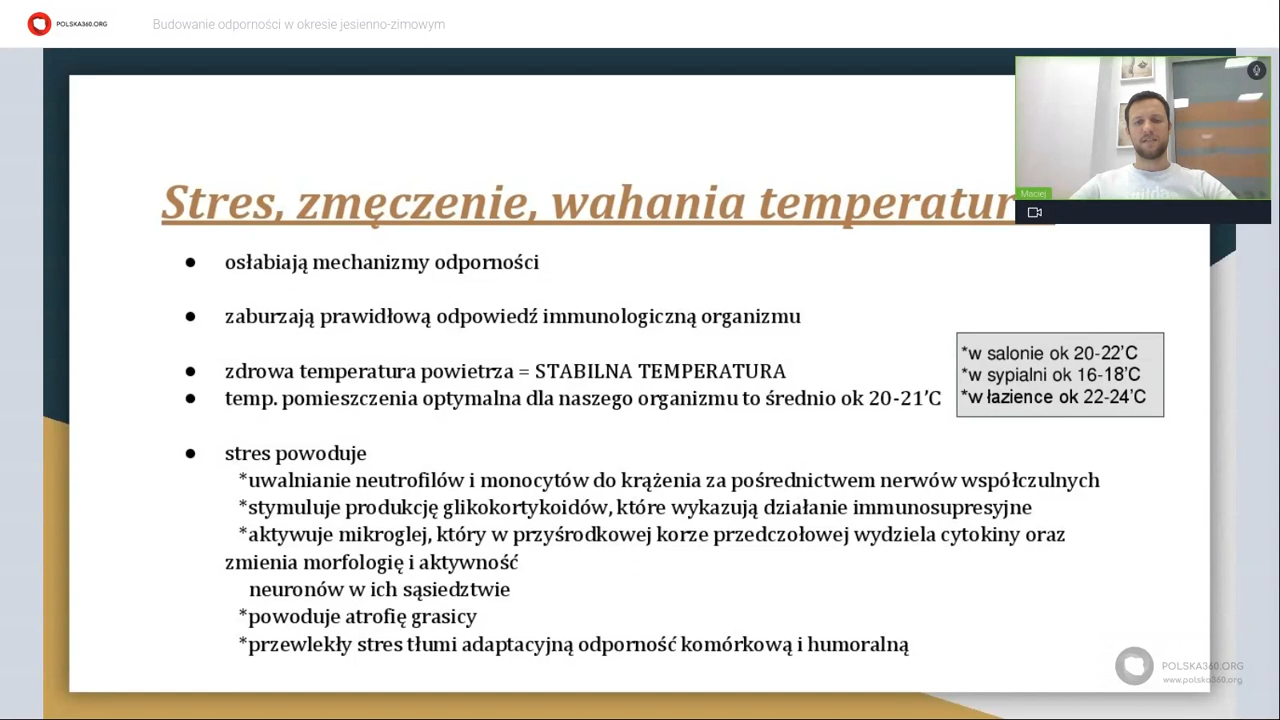 POLSKA360.ORG
Budowanie odporności w okresie jesienno-zimowym
Maciej
Stres, zmęczenie, wahania temperatur
● osłabiają mechanizmy odporności
● zaburzają prawidłową odpowiedź immunologiczną organizmu
● zdrowa temperatura powietrza = STABILNA TEMPERATURA
● temp. pomieszczenia optymalna dla naszego organizmu to średnio ok 20-21'C
*w salonie ok 20-22'C
*w sypialni ok 16-18'C
*w łazience ok 22-24'C
● stres powoduje
*uwalnianie neutrofilów i monocytów do krążenia za pośrednictwem nerwów współczulnych
*stymuluje produkcję glikokortykoidów, które wykazują działanie immunosupresyjne
*aktywuje mikroglej, który w przyśrodkowej korze przedczołowej wydziela cytokiny oraz
zmienia morfologię i aktywność
neuronów w ich sąsiedztwie
*powoduje atrofię grasicy
*przewlekły stres tłumi adaptacyjną odporność komórkową i humoralną
POLSKA360.ORG
www.polska360.org